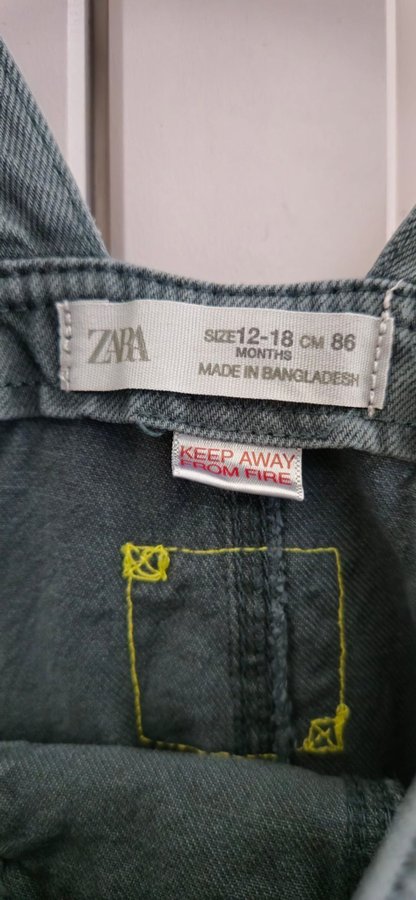 ZARA
SIZE 12-18 CM 86
MONTHS
MADE IN BANGLADESH
KEEP AWAY
FROM FIRE